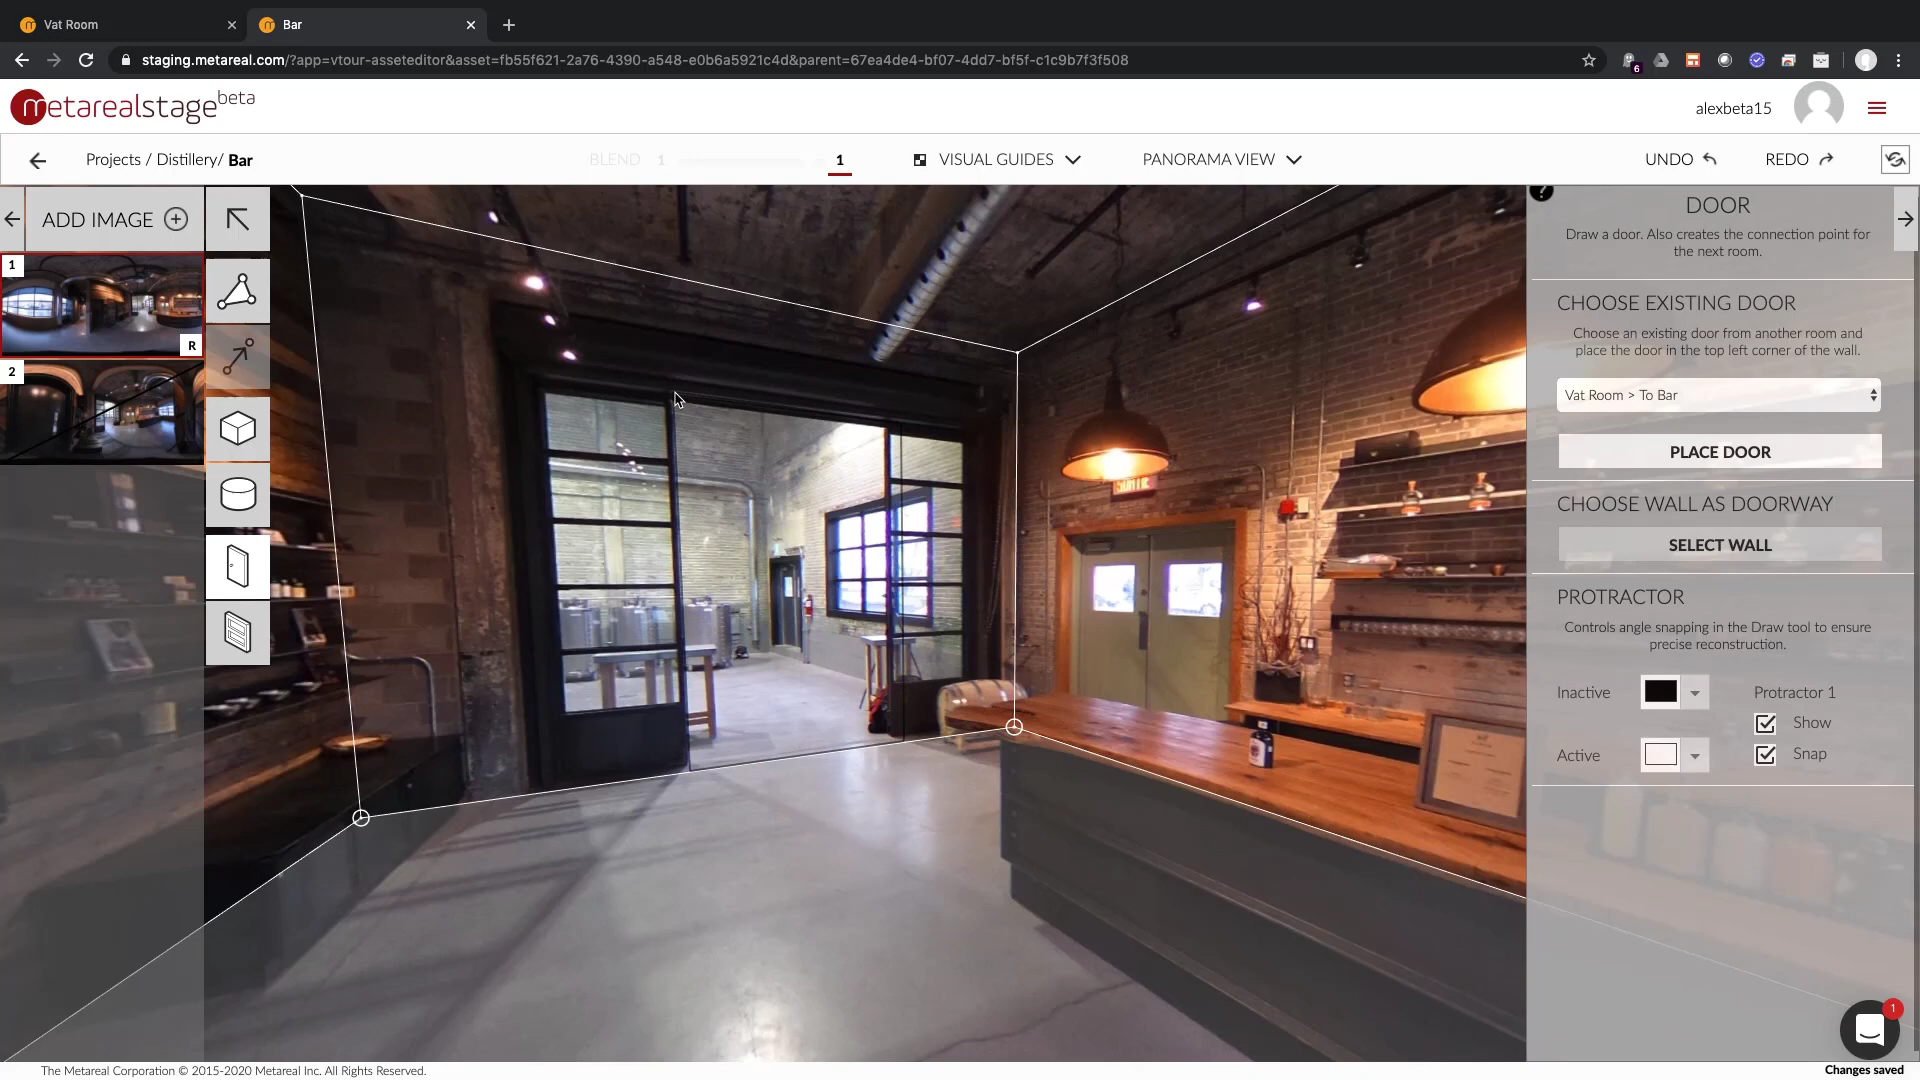 Vat Room
Bar
staging.metareal.com/?app=vtour-asseteditor&asset=fb55f621-2a76-4390-a548-e0b6a5921c4d&parent=67ea4de4-bf07-4dd7-bf5f-c1c9b7f3f508
6
metarealstage beta
alexbeta15
Projects / Distillery/ Bar
BLEND 1
1
VISUAL GUIDES
PANORAMA VIEW
UNDO
REDO
ADD IMAGE
1
R
2
?
DOOR
Draw a door. Also creates the connection point for
the next room.
CHOOSE EXISTING DOOR
Choose an existing door from another room and
place the door in the top left corner of the wall.
Vat Room > To Bar
PLACE DOOR
CHOOSE WALL AS DOORWAY
SELECT WALL
PROTRACTOR
Controls angle snapping in the Draw tool to ensure
precise reconstruction.
Inactive
Protractor 1
Show
Active
Snap
SORTIE
1
The Metareal Corporation © 2015-2020 Metareal Inc. All Rights Reserved.
Changes saved